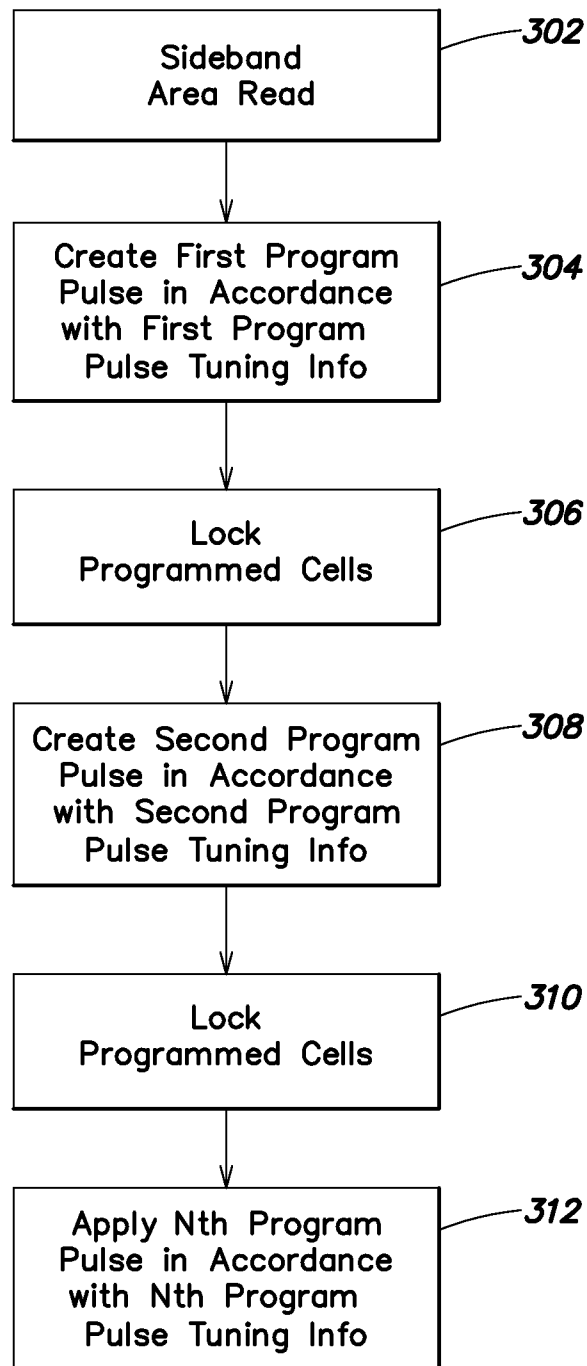 Sideband
Area Read
302
Create First Program
Pulse in Accordance
with First Program
Pulse Tuning Info
304
Lock
Programmed Cells
306
Create Second Program
Pulse in Accordance
with Second Program
Pulse Tuning Info
308
Lock
Programmed Cells
310
Apply Nth Program
Pulse in Accordance
with Nth Program
Pulse Tuning Info
312